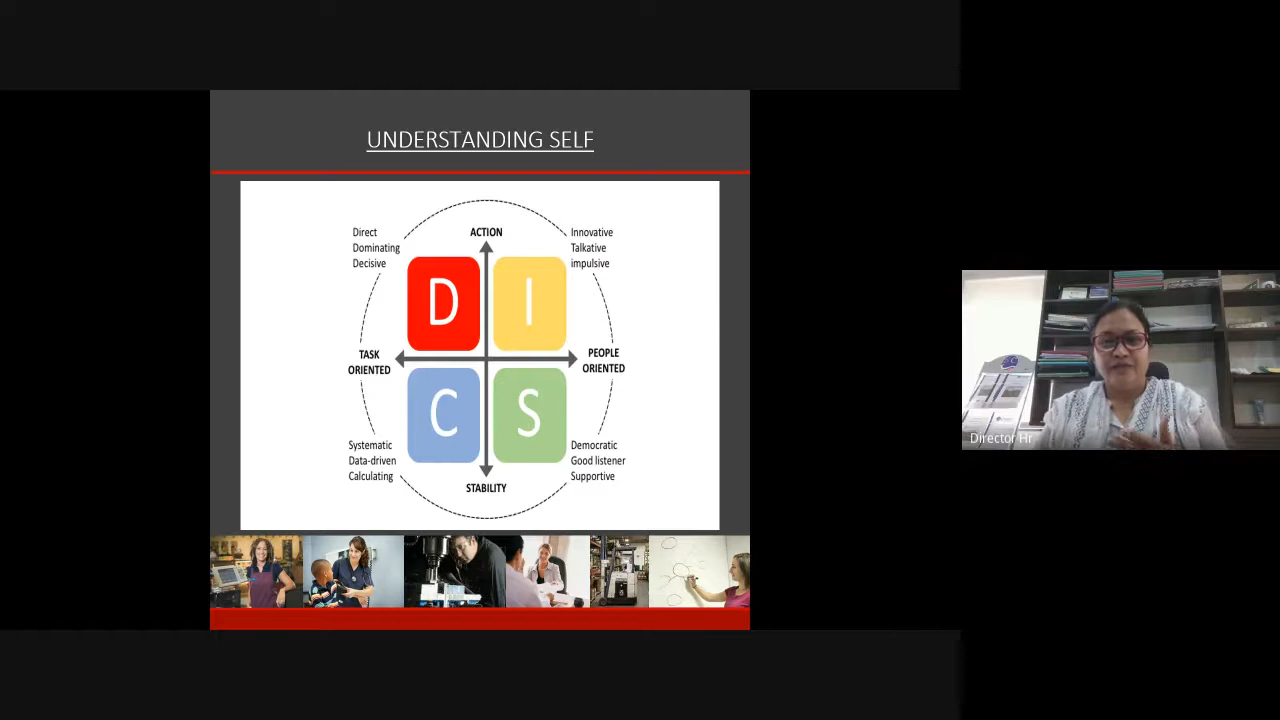 UNDERSTANDING SELF
Direct
Dominating
Decisive
ACTION
Innovative
Talkative
impulsive
D
I
TASK
ORIENTED
PEOPLE
ORIENTED
C
S
Systematic
Data-driven
Calculating
Democratic
Good listener
Supportive
STABILITY
Director Hr